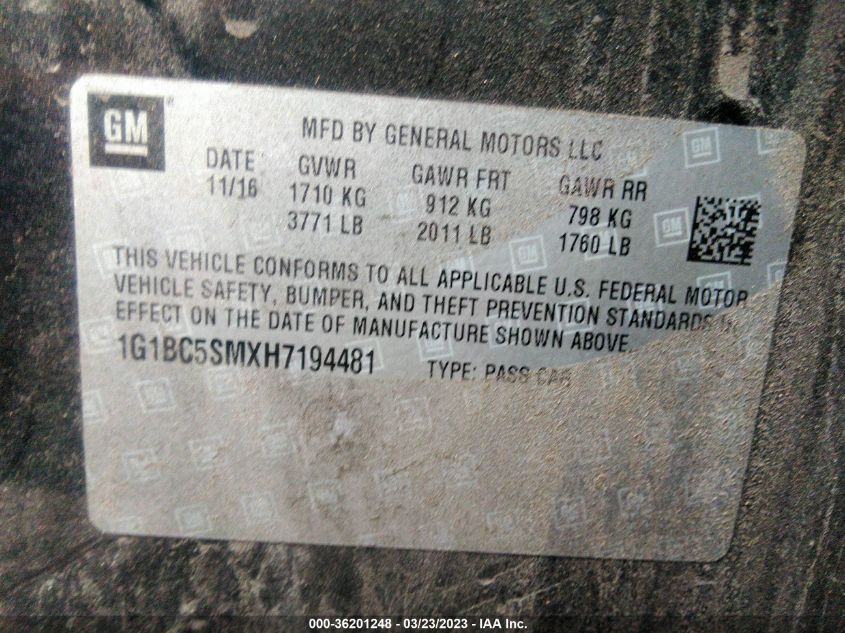 GM
MFD BY GENERAL MOTORS LLC
DATE GVWR GAWR FRT GAWR RR
11/16 1710 KG 912 KG 798 KG
3771 LB 2011 LB 1760 LB
THIS VEHICLE CONFORMS TO ALL APPLICABLE U.S. FEDERAL MOTOR
VEHICLE SAFETY, BUMPER, AND THEFT PREVENTION STANDARDS IN
EFFECT ON THE DATE OF MANUFACTURE SHOWN ABOVE.
1G1BC5SMXH7194481 TYPE: PASS CAR
000-36201248 - 03/23/2023 - IAA Inc.